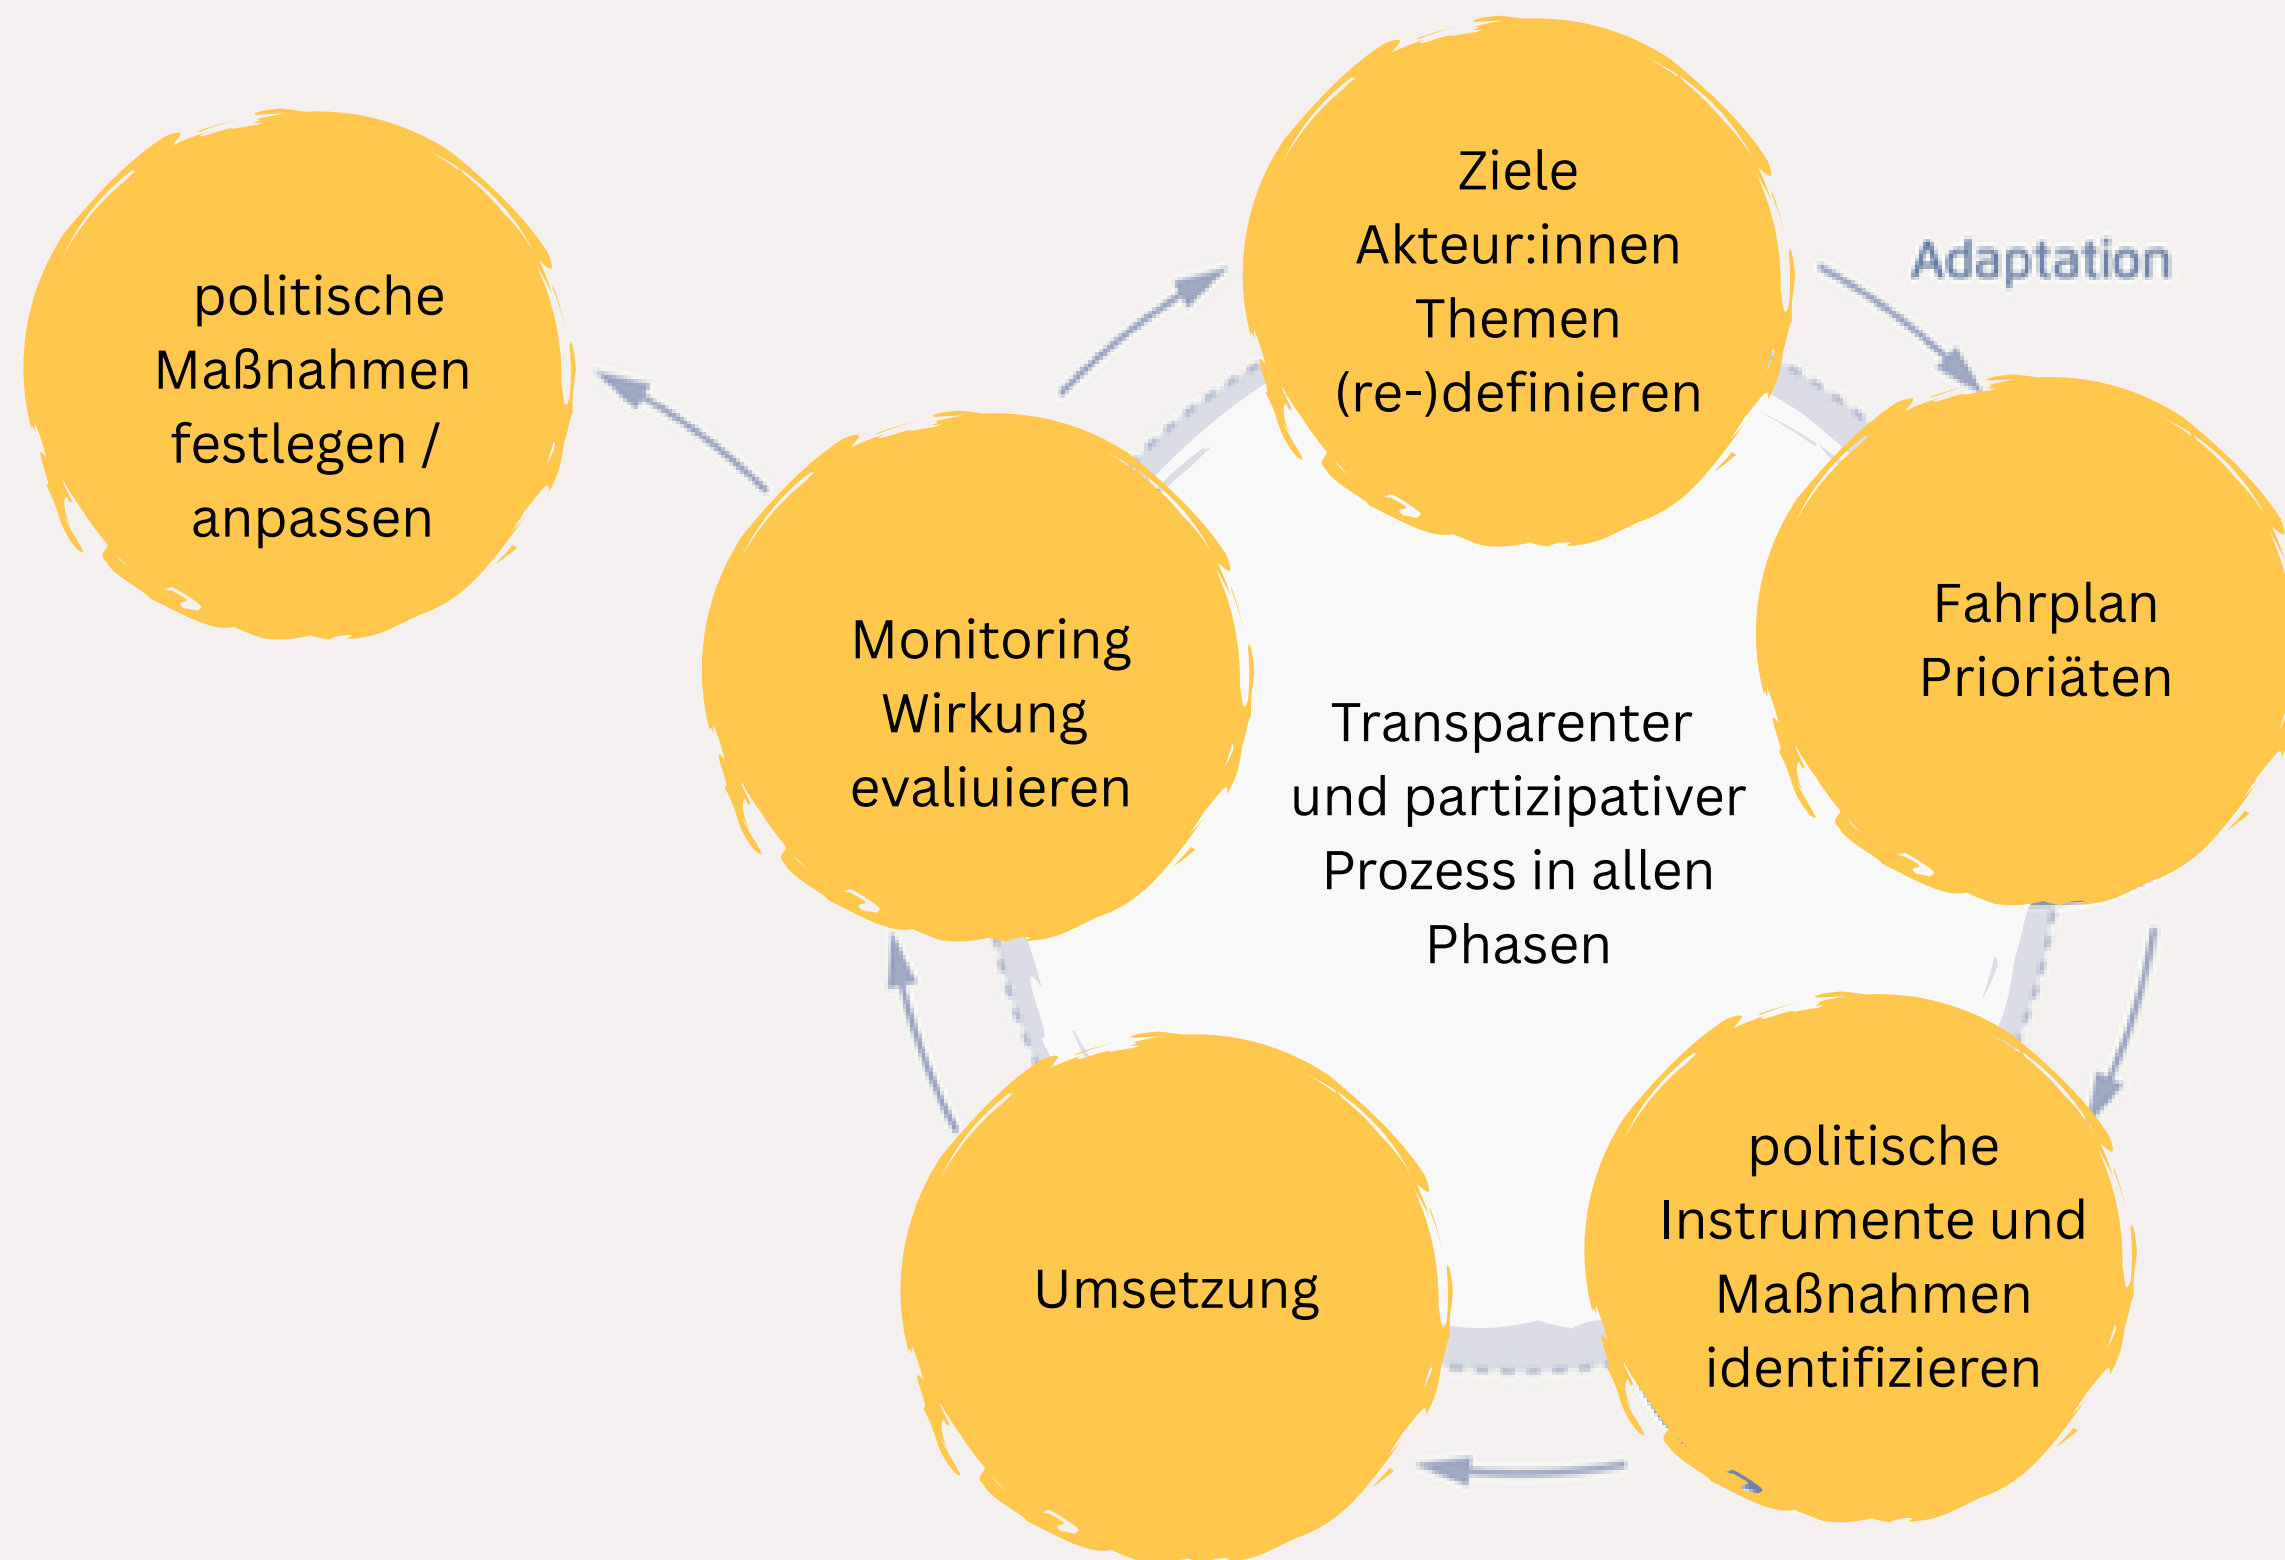 politische
Maßnahmen
festlegen /
anpassen
Ziele
Akteur:innen
Themen
(re-)definieren
Adaptation
Fahrplan
Prioriäten
Monitoring
Wirkung
evaliuieren
Transparenter
und partizipativer
Prozess in allen
Phasen
politische
Instrumente und
Maßnahmen
identifizieren
Umsetzung